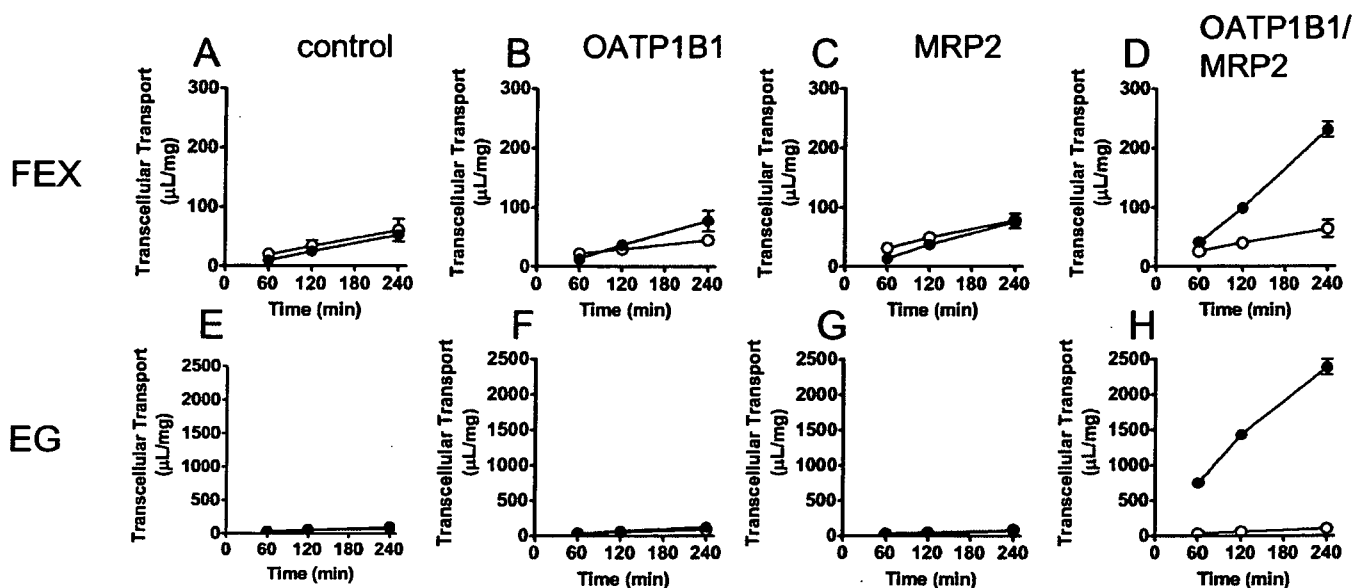 A control
B OATP1B1
C MRP2
D OATP1B1/
MRP2
FEX
Transcellular Transport
(μL/mg)
300
200
100
0
0 60 120 180 240
Time (min)
Transcellular Transport
(μL/mg)
300
200
100
0
0 60 120 180 240
Time (min)
Transcellular Transport
(μL/mg)
300
200
100
0
0 60 120 180 240
Time (min)
Transcellular Transport
(μL/mg)
300
200
100
0
0 60 120 180 240
Time (min)
EG
E
Transcellular Transport
(μL/mg)
2500
2000
1500
1000
500
0
0 60 120 180 240
Time (min)
F
Transcellular Transport
(μL/mg)
2500
2000
1500
1000
500
0
0 60 120 180 240
Time (min)
G
Transcellular Transport
(μL/mg)
2500
2000
1500
1000
500
0
0 60 120 180 240
Time (min)
H
Transcellular Transport
(μL/mg)
2500
2000
1500
1000
500
0
0 60 120 180 240
Time (min)